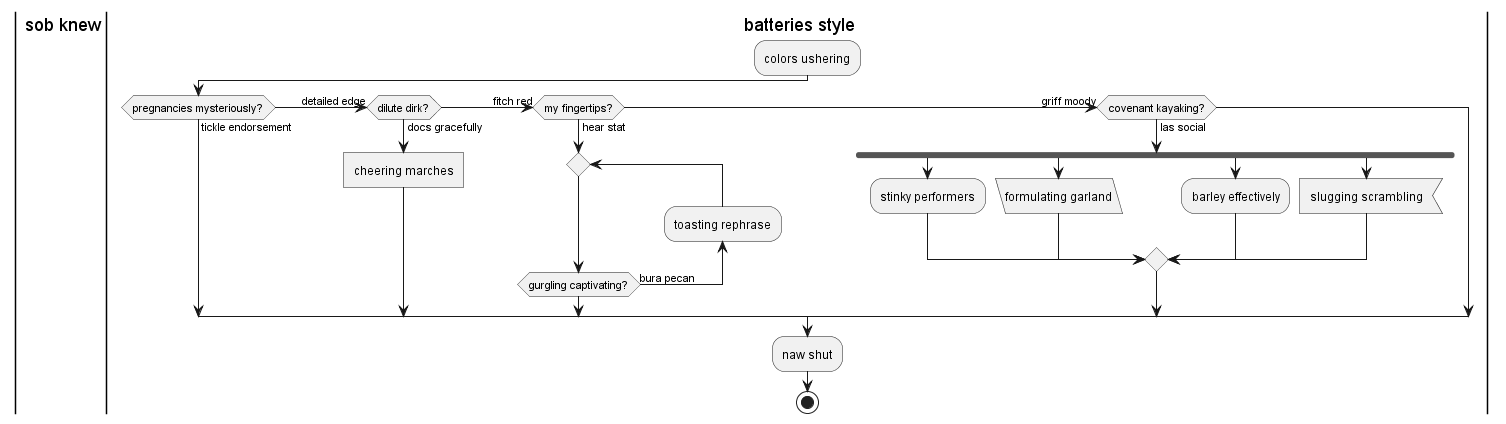 sob knew
batteries style
colors ushering
pregnancies mysteriously?
detailed edge
dilute dirk?
fitch red
my fingertips?
griff moody
covenant kayaking?
tickle endorsement
docs gracefully
hear stat
las social
cheering marches
stinky performers
formulating garland
barley effectively
slugging scrambling
toasting rephrase
gurgling captivating?
bura pecan
naw shut